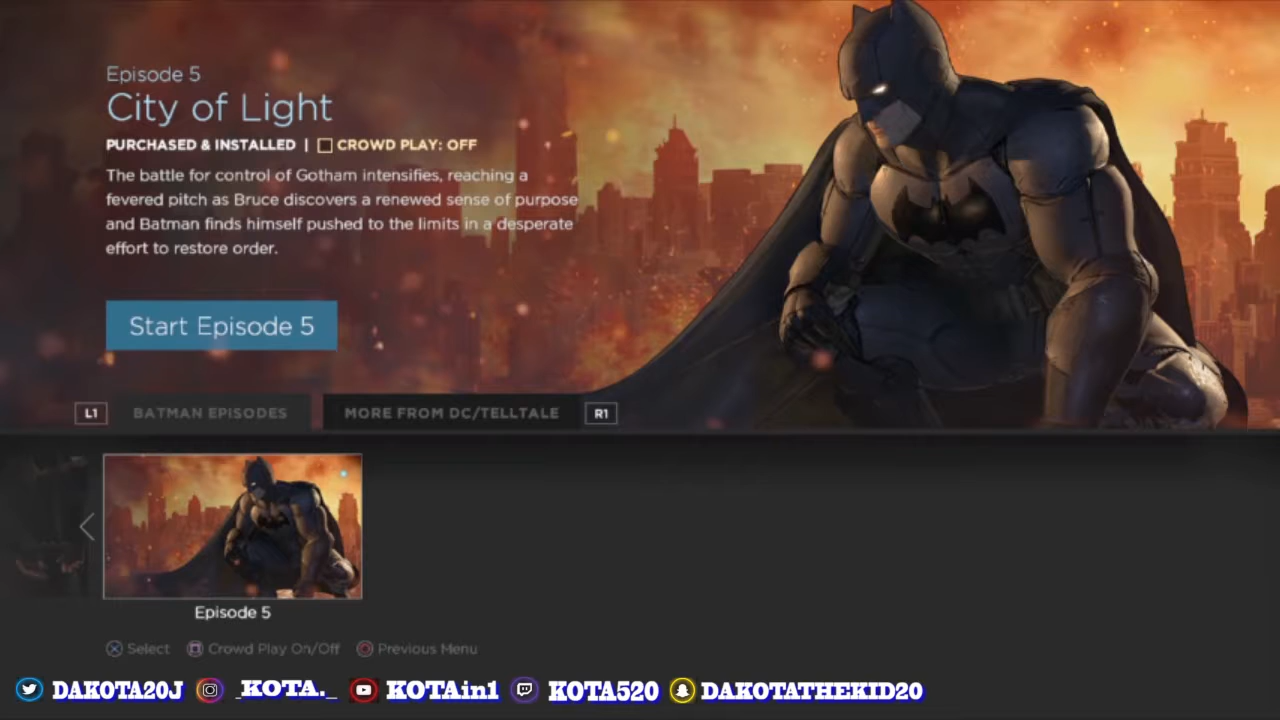 Episode 5
City of Light
PURCHASED & INSTALLED | CROWD PLAY: OFF
The battle for control of Gotham intensifies, reaching a
fevered pitch as Bruce discovers a renewed sense of purpose
and Batman finds himself pushed to the limits in a desperate
effort to restore order.
Start Episode 5
L1 BATMAN EPISODES MORE FROM DC/TELLTALE R1
Episode 5
Select Crowd Play On/Off Previous Menu
DAKOTA20J _KOTA._ KOTAin1 KOTA520 DAKOTATHEKID20